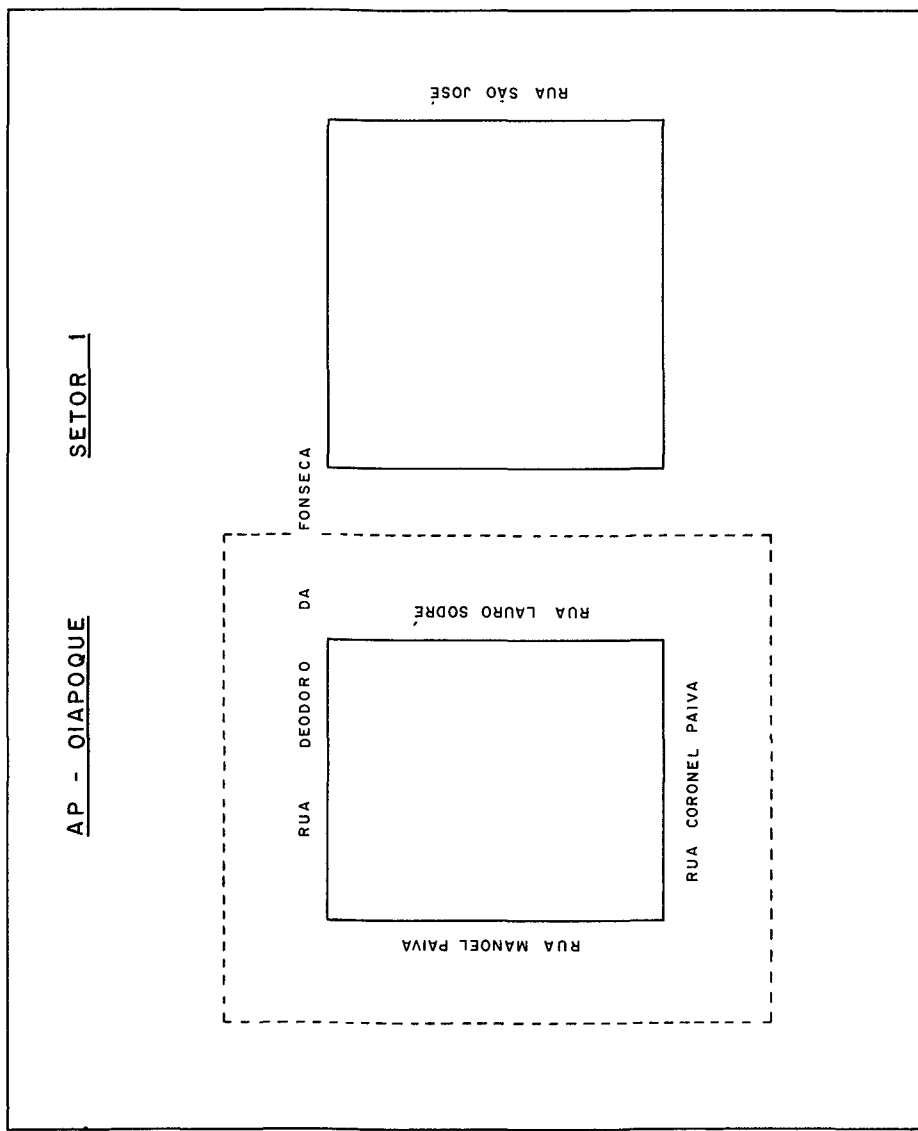 AP - OIAPOQUE
SETOR 1
RUA DEODORO DA FONSECA
RUA MANOEL PAIVA
RUA LAURO SODRÉ
RUA SÃO JOSÉ
RUA CORONEL PAIVA